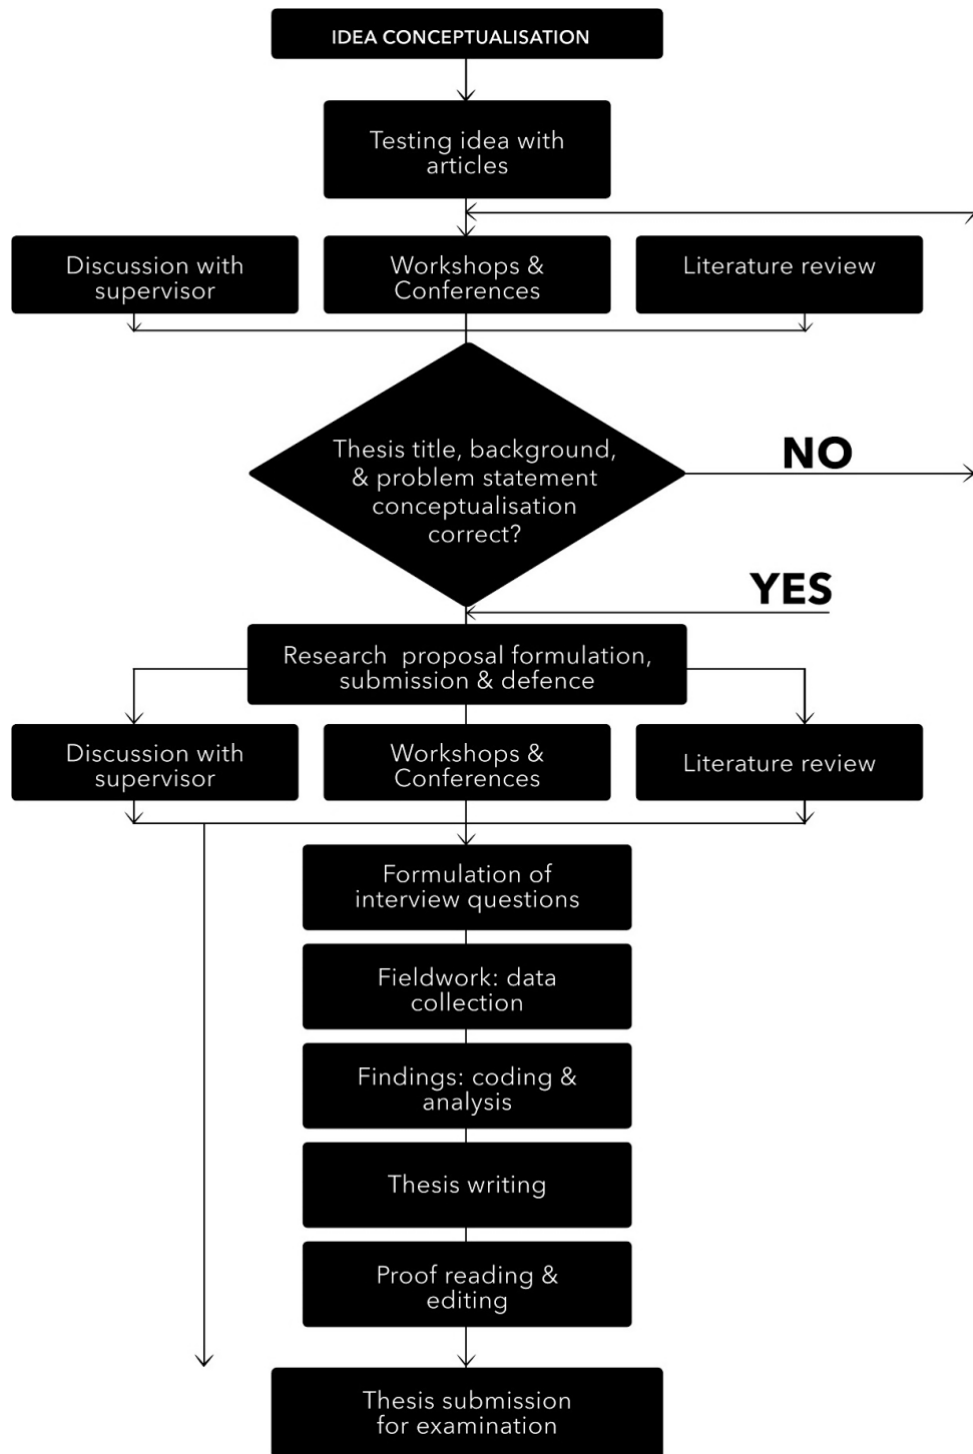 IDEA CONCEPTUALISATION
Testing idea with
articles
Discussion with
supervisor
Workshops &
Conferences
Literature review
Thesis title, background,
& problem statement
conceptualisation
correct?
NO
YES
Research proposal formulation,
submission & defence
Discussion with
supervisor
Workshops &
Conferences
Literature review
Formulation of
interview questions
Fieldwork: data
collection
Findings: coding &
analysis
Thesis writing
Proof reading &
editing
Thesis submission
for examination